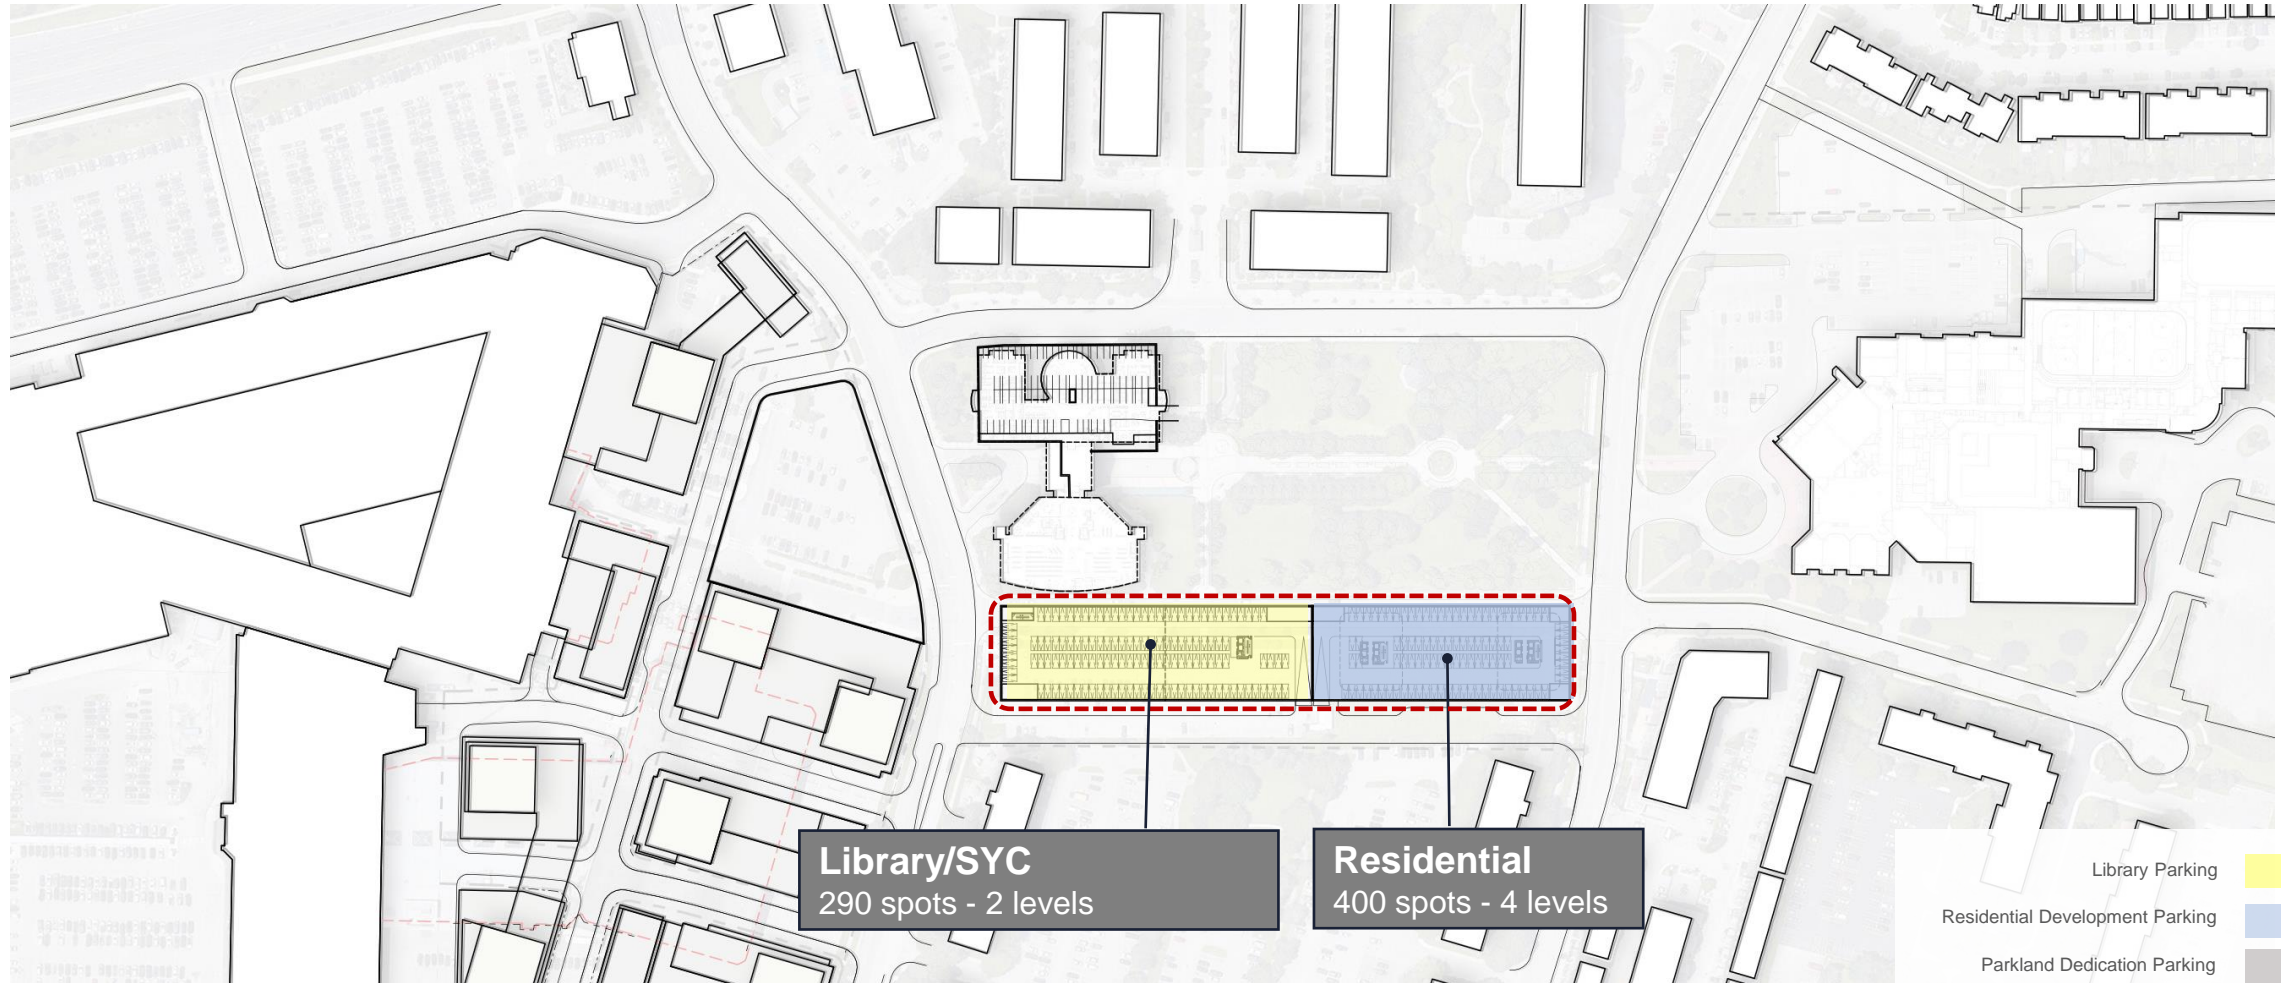 Library/SYC
290 spots - 2 levels
Residential
400 spots - 4 levels
Library Parking
Residential Development Parking
Parkland Dedication Parking